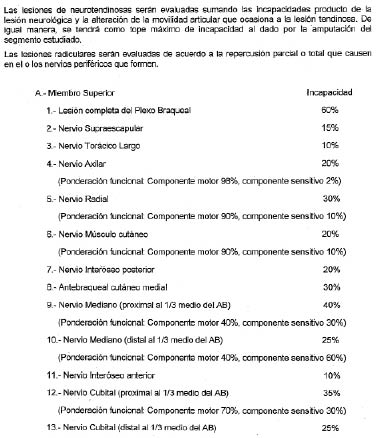 Las lesiones de neurotendinosas serán evaluadas sumando las incapacidades producto de la
lesión neurológica y la alteración de la movilidad articular que ocasiona a la lesión tendinosa. De
igual manera, se tendrá como tope máximo de incapacidad al dado por la amputación del
segmento estudiado.
Las lesiones radiculares serán evaluadas de acuerdo a la repercusión parcial o total que causen
en el o los nervios periféricos que formen.
A.- Miembro Superior Incapacidad
1.- Lesión completa del Plexo Braqueal 60%
2.- Nervio Supraescapular 15%
3.- Nervio Torácico Largo 10%
4.- Nervio Axilar 20%
(Ponderación funcional: Componente motor 98%, componente sensitivo 2%)
5.- Nervio Radial 30%
(Ponderación funcional: Componente motor 90%, componente sensitivo 10%)
6.- Nervio Músculo cutáneo 20%
(Ponderación funcional: Componente motor 90%, componente sensitivo 10%)
7.- Nervio Interóseo posterior 20%
8.- Antebraqueal cutáneo medial 30%
9.- Nervio Mediano (proximal al 1/3 medio del AB) 40%
(Ponderación funcional: Componente motor 40%, componente sensitivo 30%)
10.- Nervio Mediano (distal al 1/3 medio del AB) 25%
(Ponderación funcional: Componente motor 40%, componente sensitivo 60%)
11.- Nervio Interóseo anterior 10%
12.- Nervio Cubital (proximal al 1/3 medio del AB) 35%
(Ponderación funcional: Componente motor 70%, componente sensitivo 30%)
13.- Nervio Cubital (distal al 1/3 medio del AB) 25%